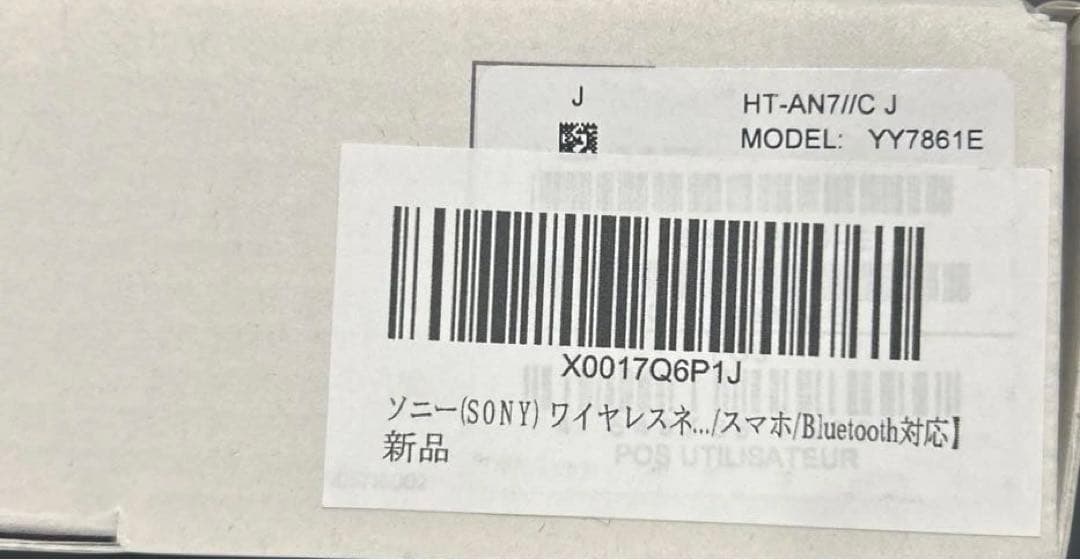 J
HT-AN7//C J
MODEL: YY7861E
X0017Q6P1J
ソニー(SONY) ワイヤレスネ.../スマホ/Bluetooth対応】
新品
POS UTILISATEUR